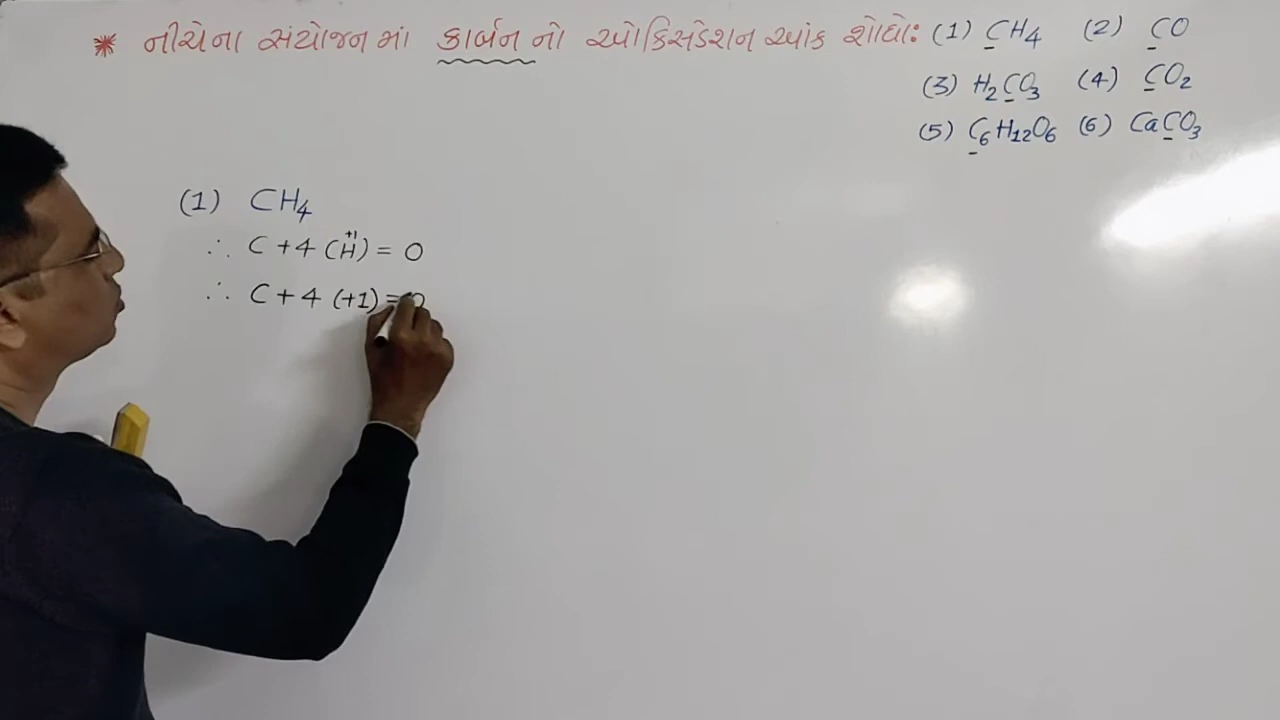 * નીચેના સંયોજન માં કાર્બન નો ઓક્સિડેશન આંક શોધો: (1) CH4 (2) CO
(3) H2CO3 (4) CO2
(5) C6H12O6 (6) CaCO3
(1) CH4
∴ C + 4 (H+1) = 0
∴ C + 4 (+1) = 0